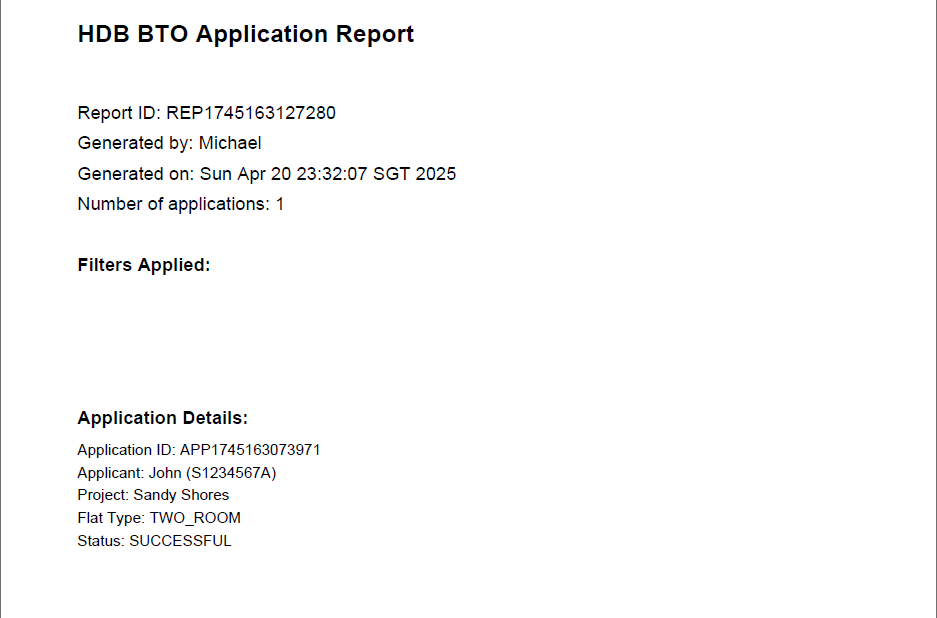 HDB BTO Application Report
Report ID: REP1745163127280
Generated by: Michael
Generated on: Sun Apr 20 23:32:07 SGT 2025
Number of applications: 1
Filters Applied:
Application Details:
Application ID: APP1745163073971
Applicant: John (S1234567A)
Project: Sandy Shores
Flat Type: TWO_ROOM
Status: SUCCESSFUL